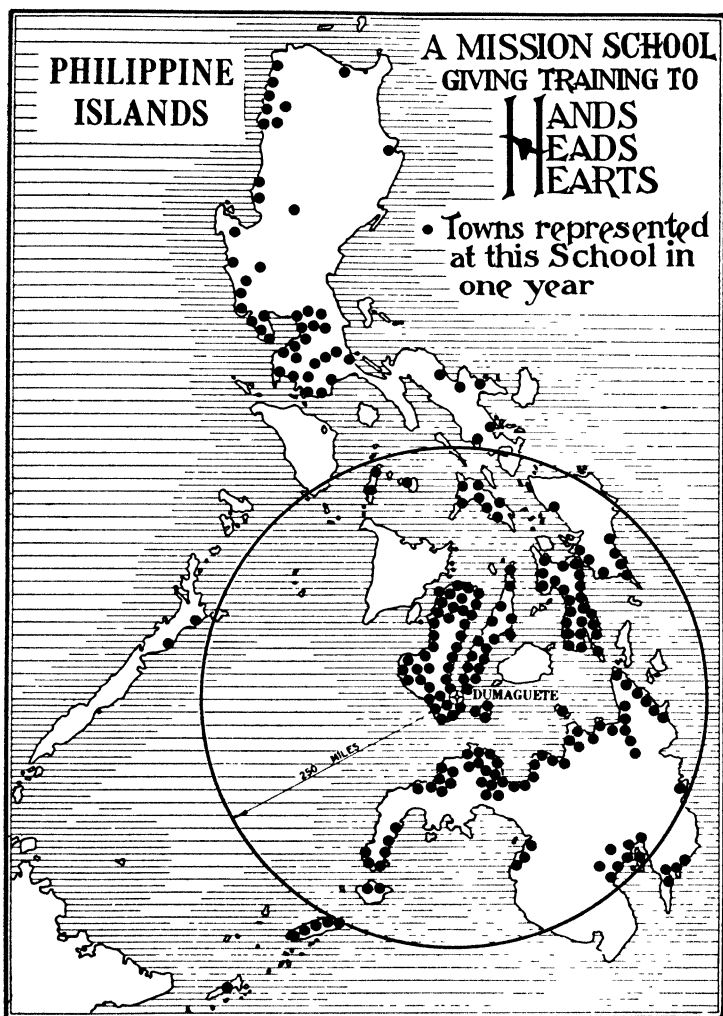 PHILIPPINE
ISLANDS
A MISSION SCHOOL
GIVING TRAINING TO
HANDS
HEADS
HEARTS
• Towns represented
at this School in
one year
DUMAGUETE
250 MILES